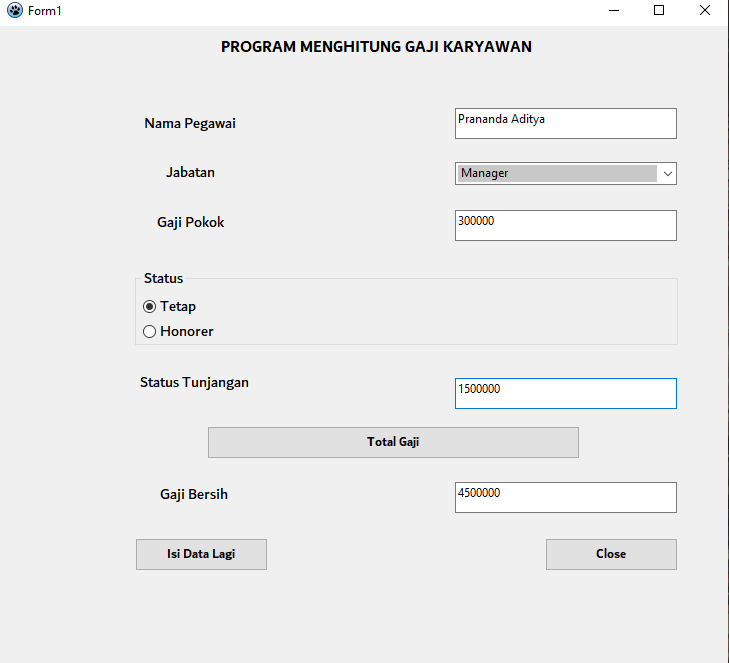 Form1
PROGRAM MENGHITUNG GAJI KARYAWAN
Nama Pegawai
Prananda Aditya
Jabatan
Manager
Gaji Pokok
300000
Status
Tetap
Honorer
Status Tunjangan
1500000
Total Gaji
Gaji Bersih
4500000
Isi Data Lagi
Close